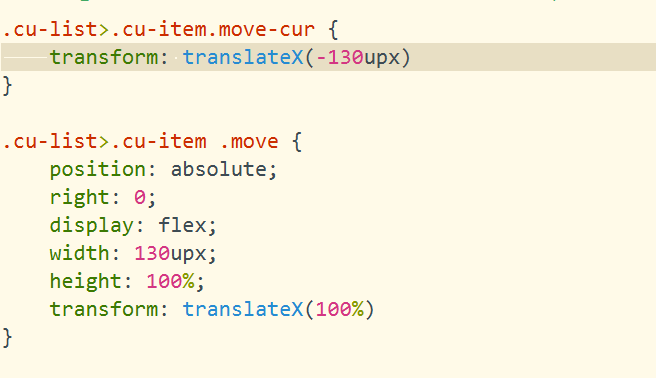 .cu-list>.cu-item.move-cur {
    transform: translateX(-130upx)
}

.cu-list>.cu-item .move {
    position: absolute;
    right: 0;
    display: flex;
    width: 130upx;
    height: 100%;
    transform: translateX(100%)
}